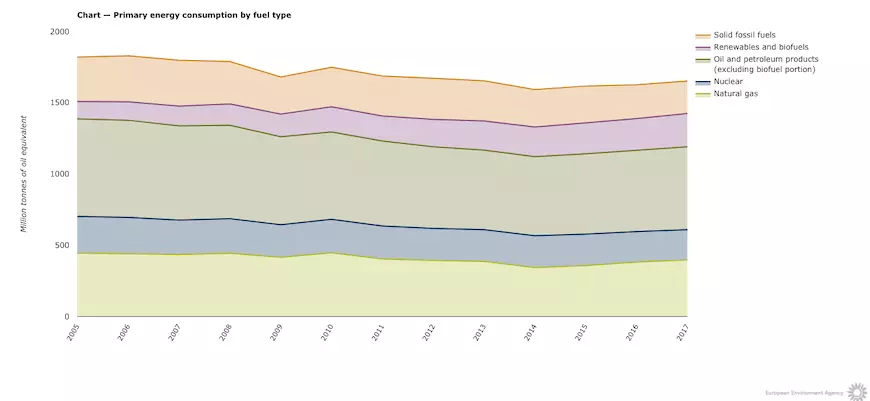 Chart — Primary energy consumption by fuel type
2000
1500
1000
500
0
Million tonnes of oil equivalent
2005
2006
2007
2008
2009
2010
2011
2012
2013
2014
2015
2016
2017
Solid fossil fuels
Renewables and biofuels
Oil and petroleum products
(excluding biofuel portion)
Nuclear
Natural gas
European Environment Agency